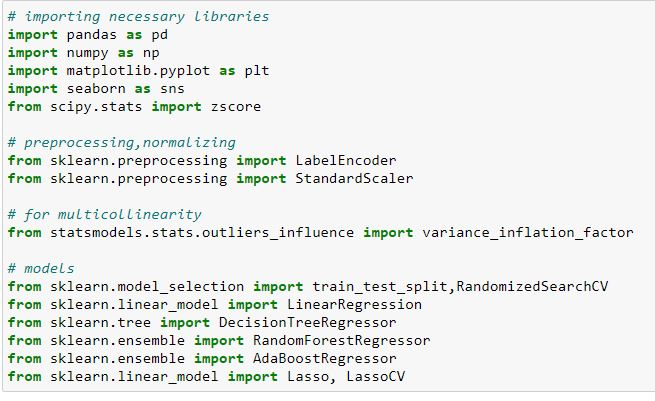 # importing necessary libraries
import pandas as pd
import numpy as np
import matplotlib.pyplot as plt
import seaborn as sns
from scipy.stats import zscore
# preprocessing,normalizing
from sklearn.preprocessing import LabelEncoder
from sklearn.preprocessing import StandardScaler
# for multicollinearity
from statsmodels.stats.outliers_influence import variance_inflation_factor
# models
from sklearn.model_selection import train_test_split,RandomizedSearchCV
from sklearn.linear_model import LinearRegression
from sklearn.tree import DecisionTreeRegressor
from sklearn.ensemble import RandomForestRegressor
from sklearn.ensemble import AdaBoostRegressor
from sklearn.linear_model import Lasso, LassoCV